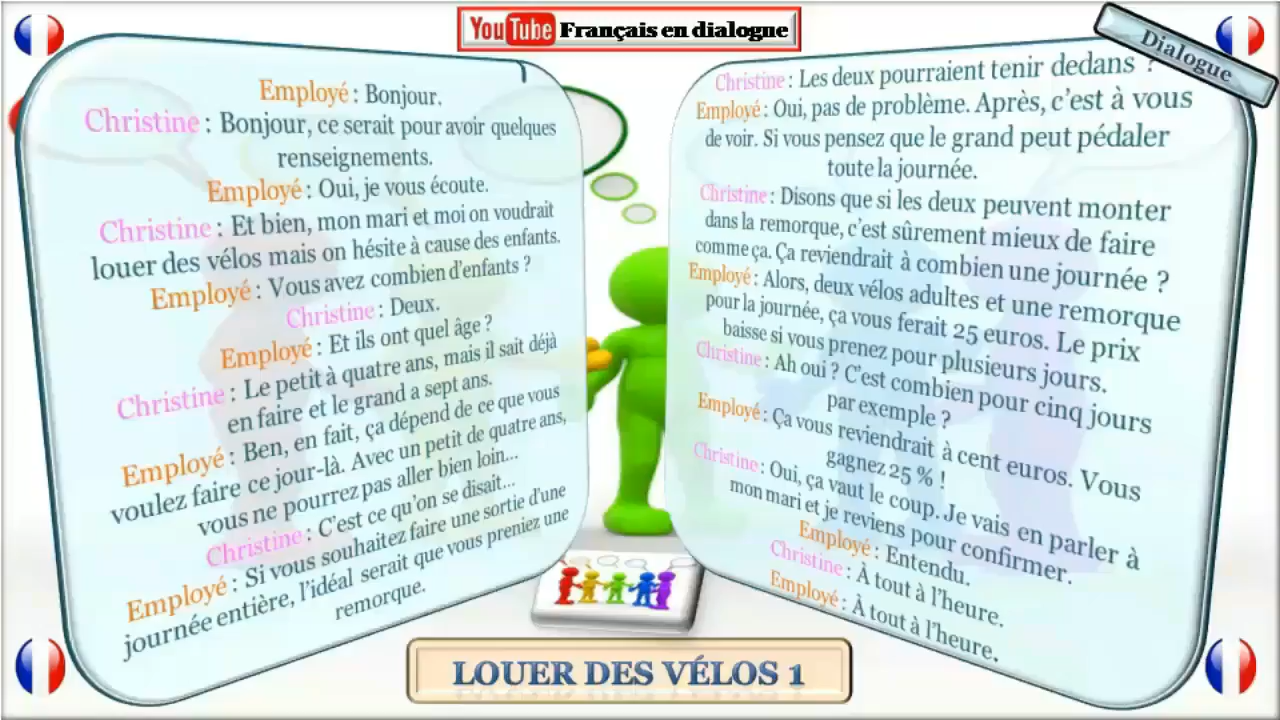 YouTube Français en dialogue
Dialogue
Employé : Bonjour.
Christine : Bonjour, ce serait pour avoir quelques
renseignements.
Employé : Oui, je vous écoute.
Christine : Et bien, mon mari et moi on voudrait
louer des vélos mais on hésite à cause des enfants.
Employé : Vous avez combien d'enfants ?
Christine : Deux.
Employé : Et ils ont quel âge ?
Christine : Le petit à quatre ans, mais il sait déjà
en faire et le grand a sept ans.
Employé : Ben, en fait, ça dépend de ce que vous
voulez faire ce jour-là. Avec un petit de quatre ans,
vous ne pourrez pas aller bien loin...
Christine : C'est ce qu'on se disait...
Employé : Si vous souhaitez faire une sortie d'une
journée entière, l'idéal serait que vous preniez une
remorque.
Christine : Les deux pourraient tenir dedans ?
Employé : Oui, pas de problème. Après, c'est à vous
de voir. Si vous pensez que le grand peut pédaler
toute la journée.
Christine : Disons que si les deux peuvent monter
dans la remorque, c'est sûrement mieux de faire
comme ça. Ça reviendrait à combien une journée ?
Employé : Alors, deux vélos adultes et une remorque
pour la journée, ça vous ferait 25 euros. Le prix
baisse si vous prenez pour plusieurs jours.
Christine : Ah oui ? C'est combien pour cinq jours
par exemple ?
Employé : Ça vous reviendrait à cent euros. Vous
gagnez 25 % !
Christine : Oui, ça vaut le coup. Je vais en parler à
mon mari et je reviens pour confirmer.
Employé : Entendu.
Christine : À tout à l'heure.
Employé : À tout à l'heure.
LOUER DES VÉLOS 1